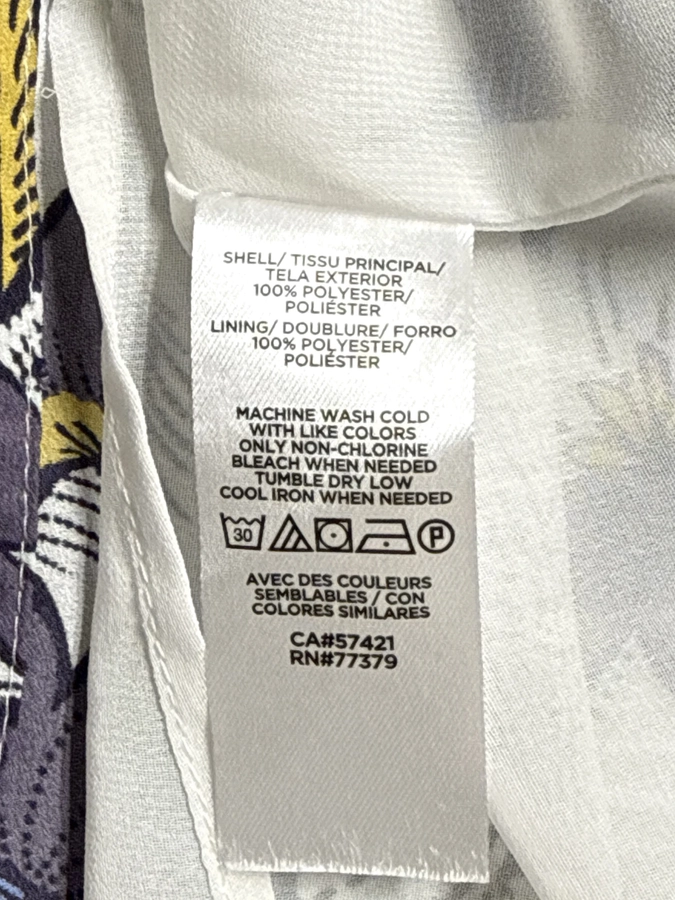 SHELL/ TISSU PRINCIPAL/
TELA EXTERIOR
100% POLYESTER/
POLIÉSTER
LINING/ DOUBLURE/ FORRO
100% POLYESTER/
POLIÉSTER
MACHINE WASH COLD
WITH LIKE COLORS
ONLY NON-CHLORINE
BLEACH WHEN NEEDED
TUMBLE DRY LOW
COOL IRON WHEN NEEDED
30 P
AVEC DES COULEURS
SEMBLABLES / CON
COLORES SIMILARES
CA#57421
RN#77379